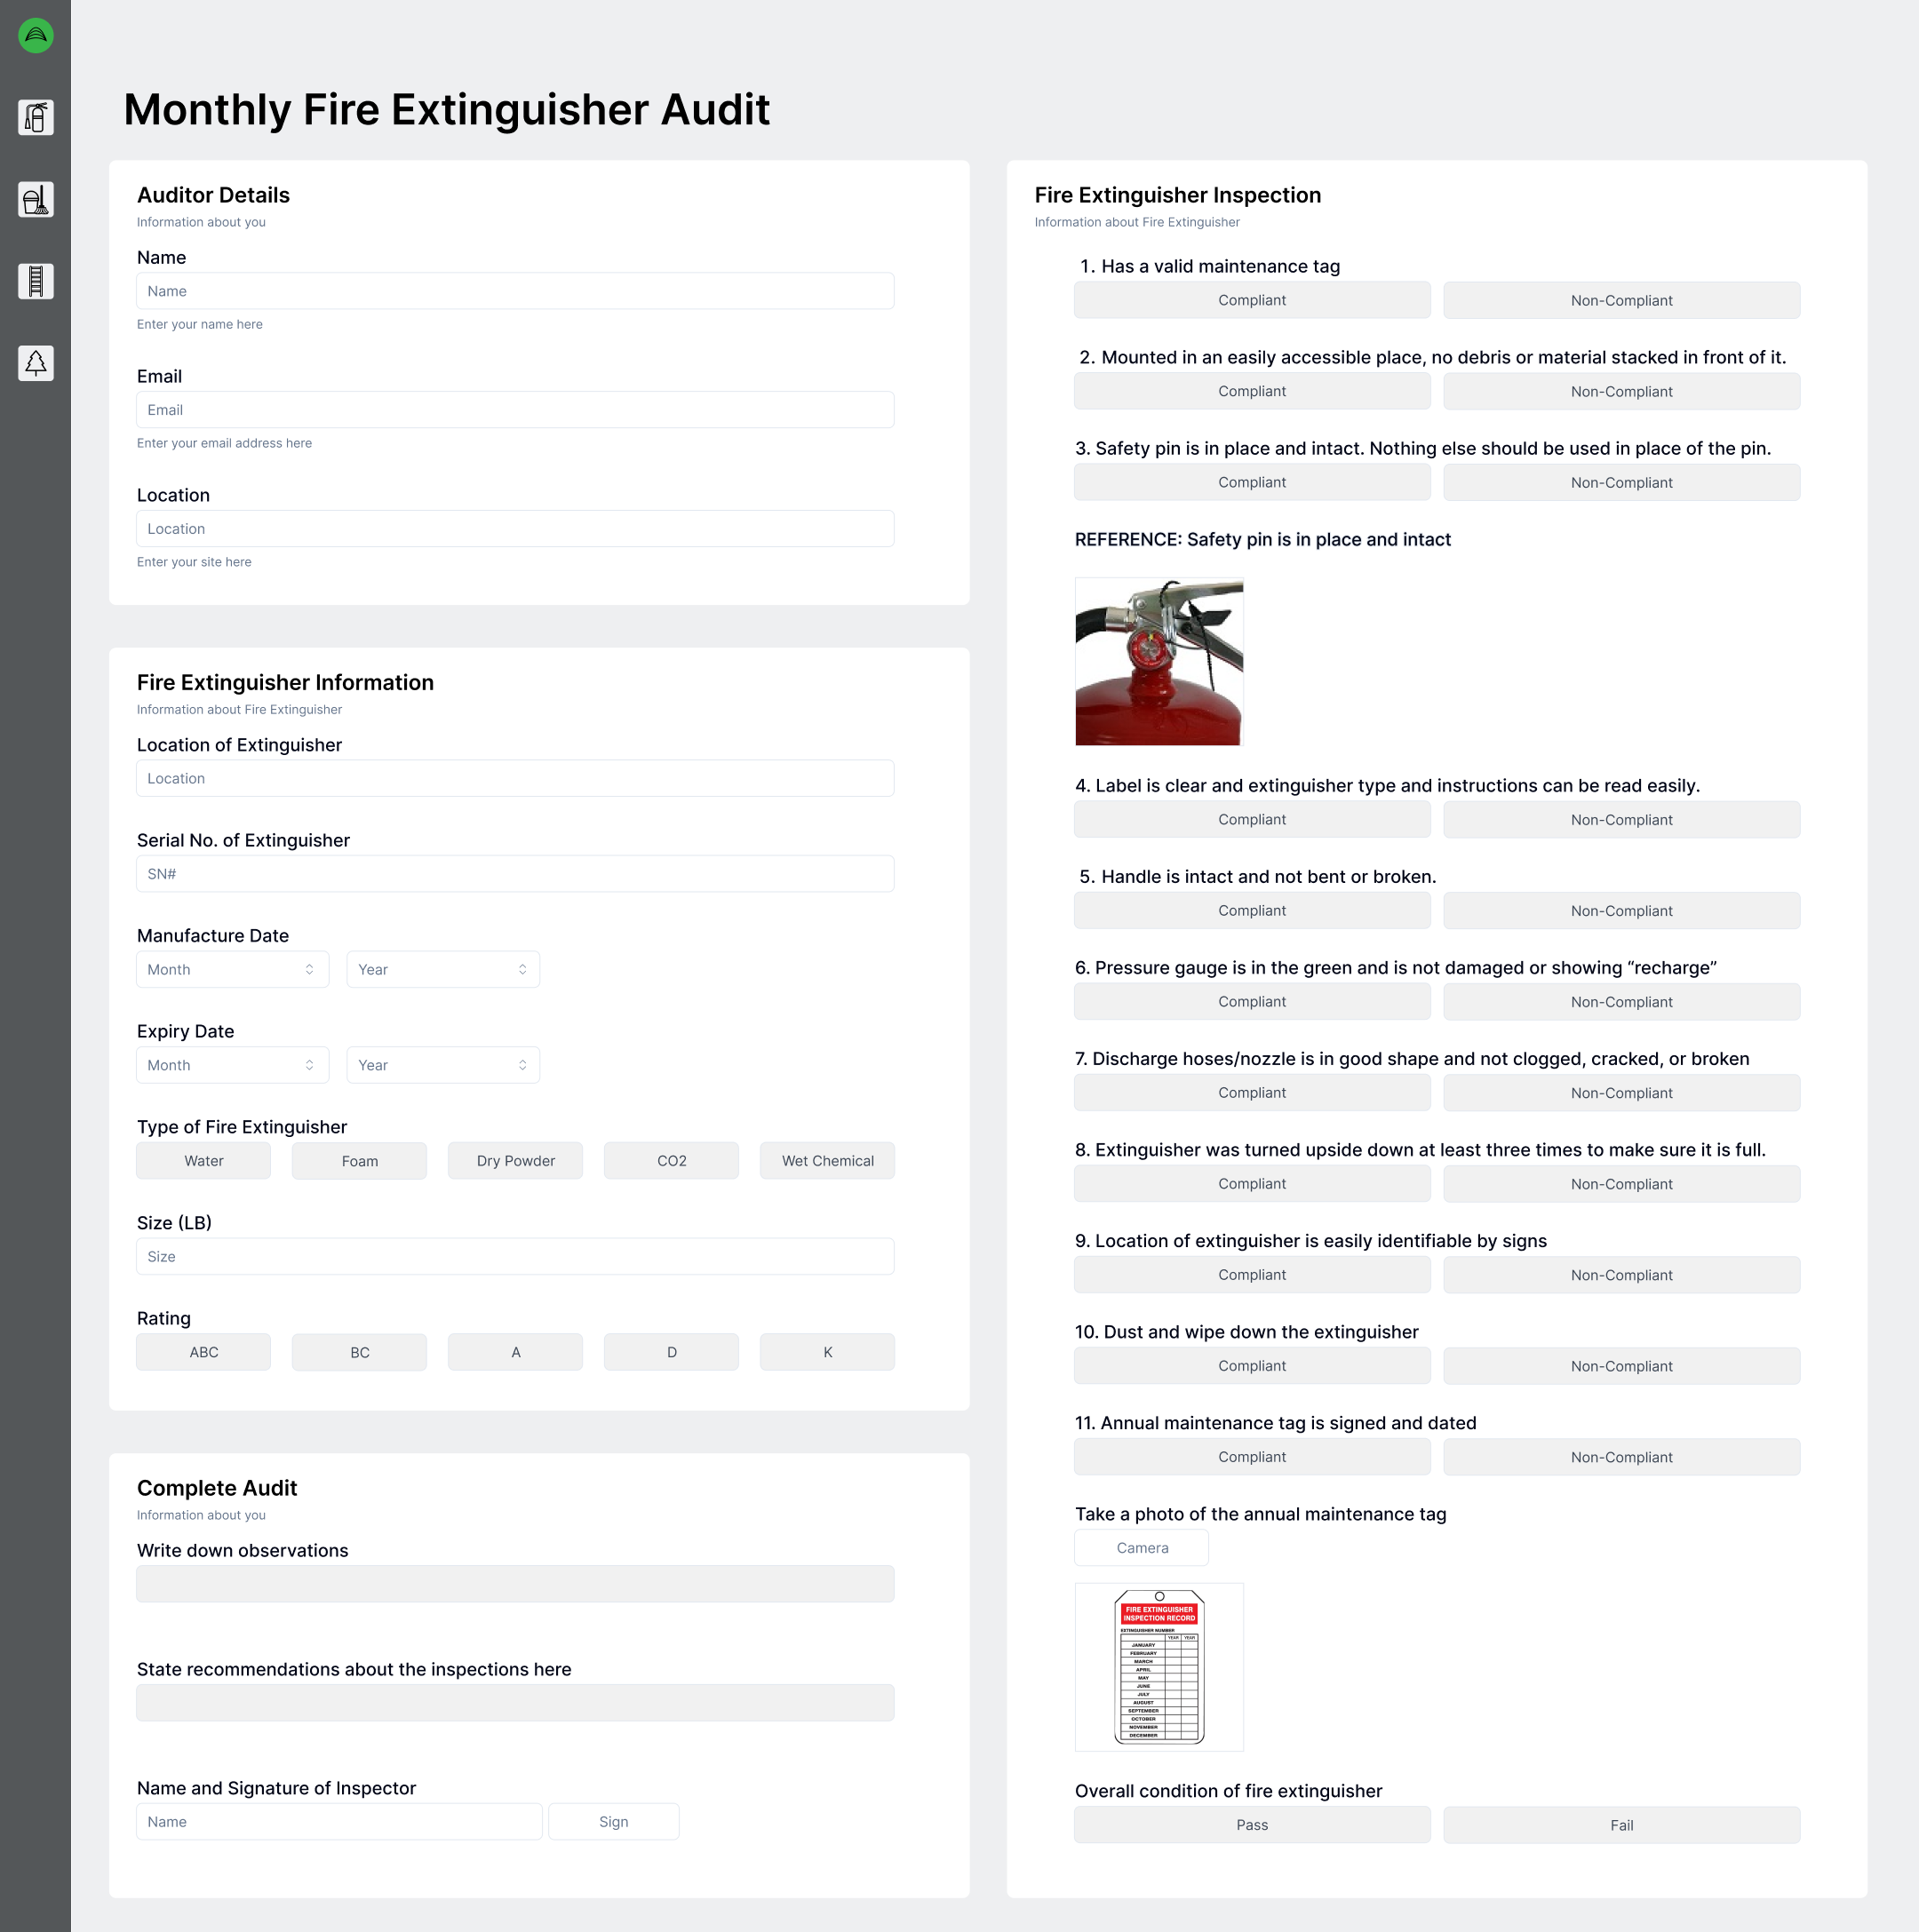 Monthly Fire Extinguisher Audit
Auditor Details
Information about you
Name
Name
Enter your name here
Email
Email
Enter your email address here
Location
Location
Enter your site here
Fire Extinguisher Information
Information about Fire Extinguisher
Location of Extinguisher
Location
Serial No. of Extinguisher
SN#
Manufacture Date
Month Year
Expiry Date
Month Year
Type of Fire Extinguisher
Water Foam Dry Powder CO2 Wet Chemical
Size (LB)
Size
Rating
ABC BC A D K
Complete Audit
Information about you
Write down observations
State recommendations about the inspections here
Name and Signature of Inspector
Name Sign
Fire Extinguisher Inspection
Information about Fire Extinguisher
1. Has a valid maintenance tag
Compliant Non-Compliant
2. Mounted in an easily accessible place, no debris or material stacked in front of it.
Compliant Non-Compliant
3. Safety pin is in place and intact. Nothing else should be used in place of the pin.
Compliant Non-Compliant
REFERENCE: Safety pin is in place and intact
4. Label is clear and extinguisher type and instructions can be read easily.
Compliant Non-Compliant
5. Handle is intact and not bent or broken.
Compliant Non-Compliant
6. Pressure gauge is in the green and is not damaged or showing “recharge”
Compliant Non-Compliant
7. Discharge hoses/nozzle is in good shape and not clogged, cracked, or broken
Compliant Non-Compliant
8. Extinguisher was turned upside down at least three times to make sure it is full.
Compliant Non-Compliant
9. Location of extinguisher is easily identifiable by signs
Compliant Non-Compliant
10. Dust and wipe down the extinguisher
Compliant Non-Compliant
11. Annual maintenance tag is signed and dated
Compliant Non-Compliant
Take a photo of the annual maintenance tag
Camera
FIRE EXTINGUISHER
INSPECTION RECORD
EXTINGUISHER NUMBER
YEAR YEAR
JANUARY
FEBRUARY
MARCH
APRIL
MAY
JUNE
JULY
AUGUST
SEPTEMBER
OCTOBER
NOVEMBER
DECEMBER
Overall condition of fire extinguisher
Pass Fail